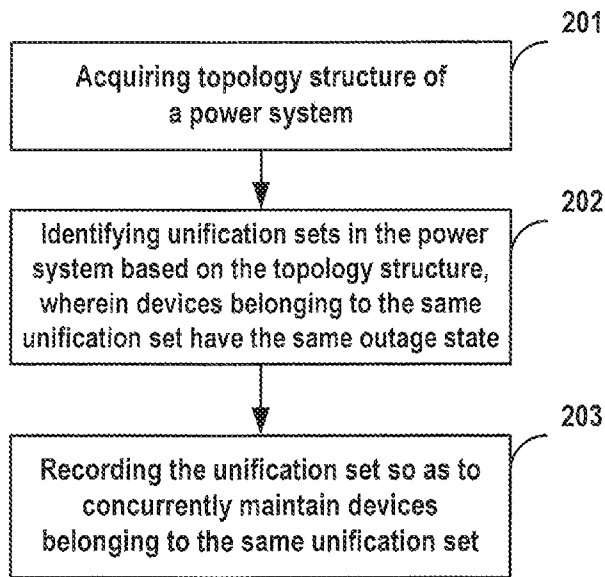 201
Acquiring topology structure of
a power system
202
Identifying unification sets in the power
system based on the topology structure,
wherein devices belonging to the same
unification set have the same outage state
203
Recording the unification set so as to
concurrently maintain devices
belonging to the same unification set